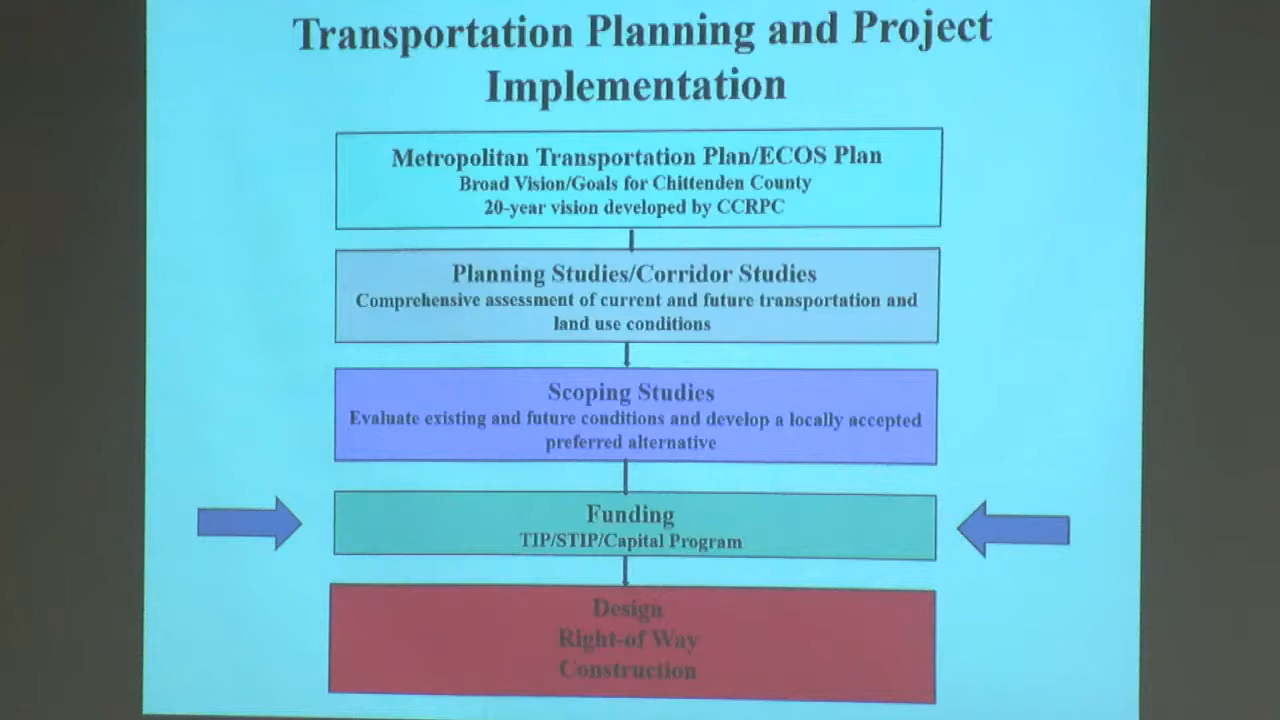 Transportation Planning and Project
Implementation
Metropolitan Transportation Plan/ECOS Plan
Broad Vision/Goals for Chittenden County
20-year vision developed by CCRPC
Planning Studies/Corridor Studies
Comprehensive assessment of current and future transportation and
land use conditions
Scoping Studies
Evaluate existing and future conditions and develop a locally accepted
preferred alternative
Funding
TIP/STIP/Capital Program
Design
Right-of Way
Construction